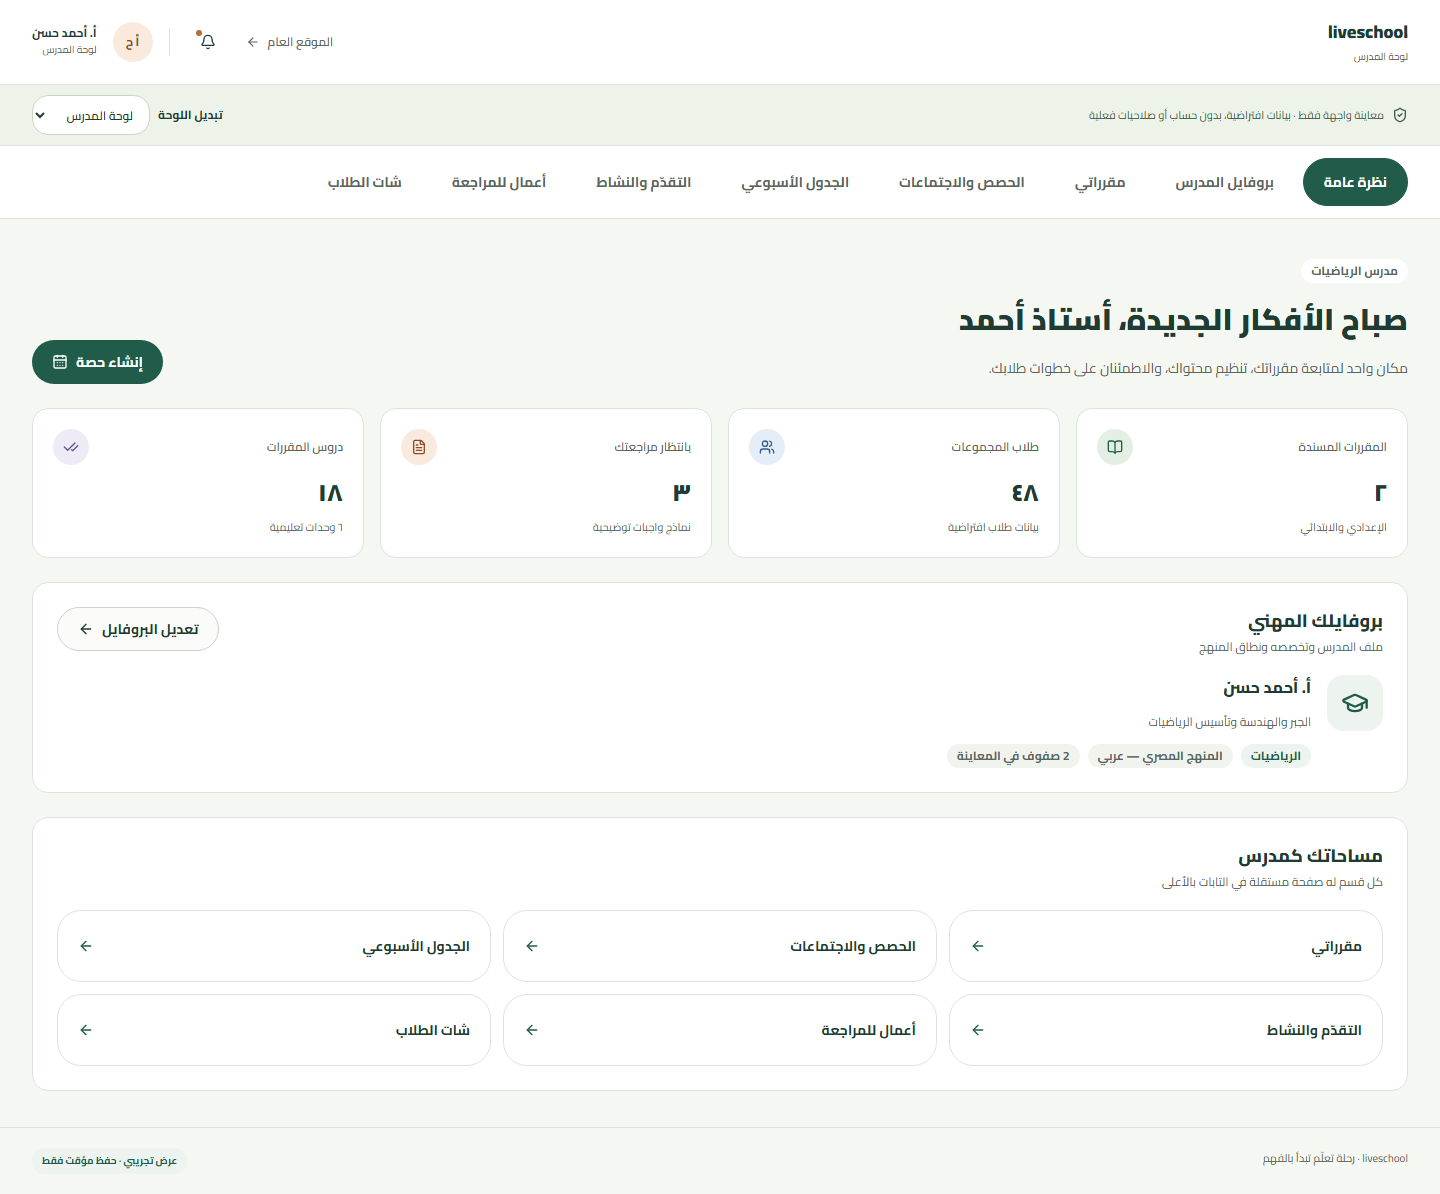 liveschool
لوحة المدرس
الموقع العام
أ ح
أ. أحمد حسن
لوحة المدرس
معاينة واجهة فقط · بيانات افتراضية، بدون حساب أو صلاحيات فعلية
تبديل اللوحة
لوحة المدرس
نظرة عامة
بروفايل المدرس
مقرراتي
الحصص والاجتماعات
الجدول الأسبوعي
التقدّم والنشاط
أعمال للمراجعة
شات الطلاب
مدرس الرياضيات
صباح الأفكار الجديدة، أستاذ أحمد
مكان واحد لمتابعة مقرراتك، تنظيم محتواك، والاطمئنان على خطوات طلابك.
إنشاء حصة
المقررات المسندة
٢
الإعدادي والابتدائي
طلاب المجموعات
٤٨
بيانات طلاب افتراضية
بانتظار مراجعتك
٣
نماذج واجبات توضيحية
دروس المقررات
١٨
٦ وحدات تعليمية
بروفايلك المهني
ملف المدرس وتخصصه ونطاق المنهج
تعديل البروفايل
أ. أحمد حسن
الجبر والهندسة وتأسيس الرياضيات
الرياضيات
المنهج المصري — عربي
2 صفوف في المعاينة
مساحاتك كمدرس
كل قسم له صفحة مستقلة في التابات بالأعلى
مقرراتي
الحصص والاجتماعات
الجدول الأسبوعي
التقدّم والنشاط
أعمال للمراجعة
شات الطلاب
liveschool · رحلة تعلّم تبدأ بالفهم
عرض تجريبي · حفظ مؤقت فقط